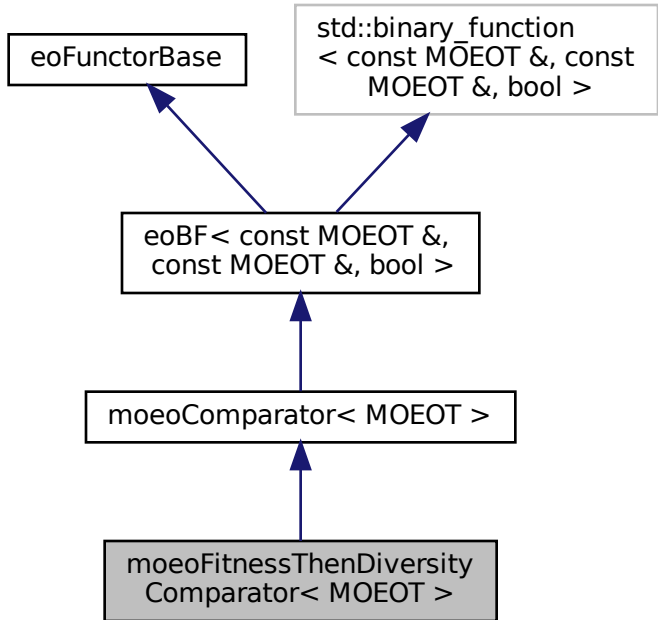 std::binary_function
< const MOEOT &, const
MOEOT &, bool >
eoFunctorBase
eoBF< const MOEOT &,
const MOEOT &, bool >
moeoComparator< MOEOT >
moeoFitnessThenDiversity
Comparator< MOEOT >